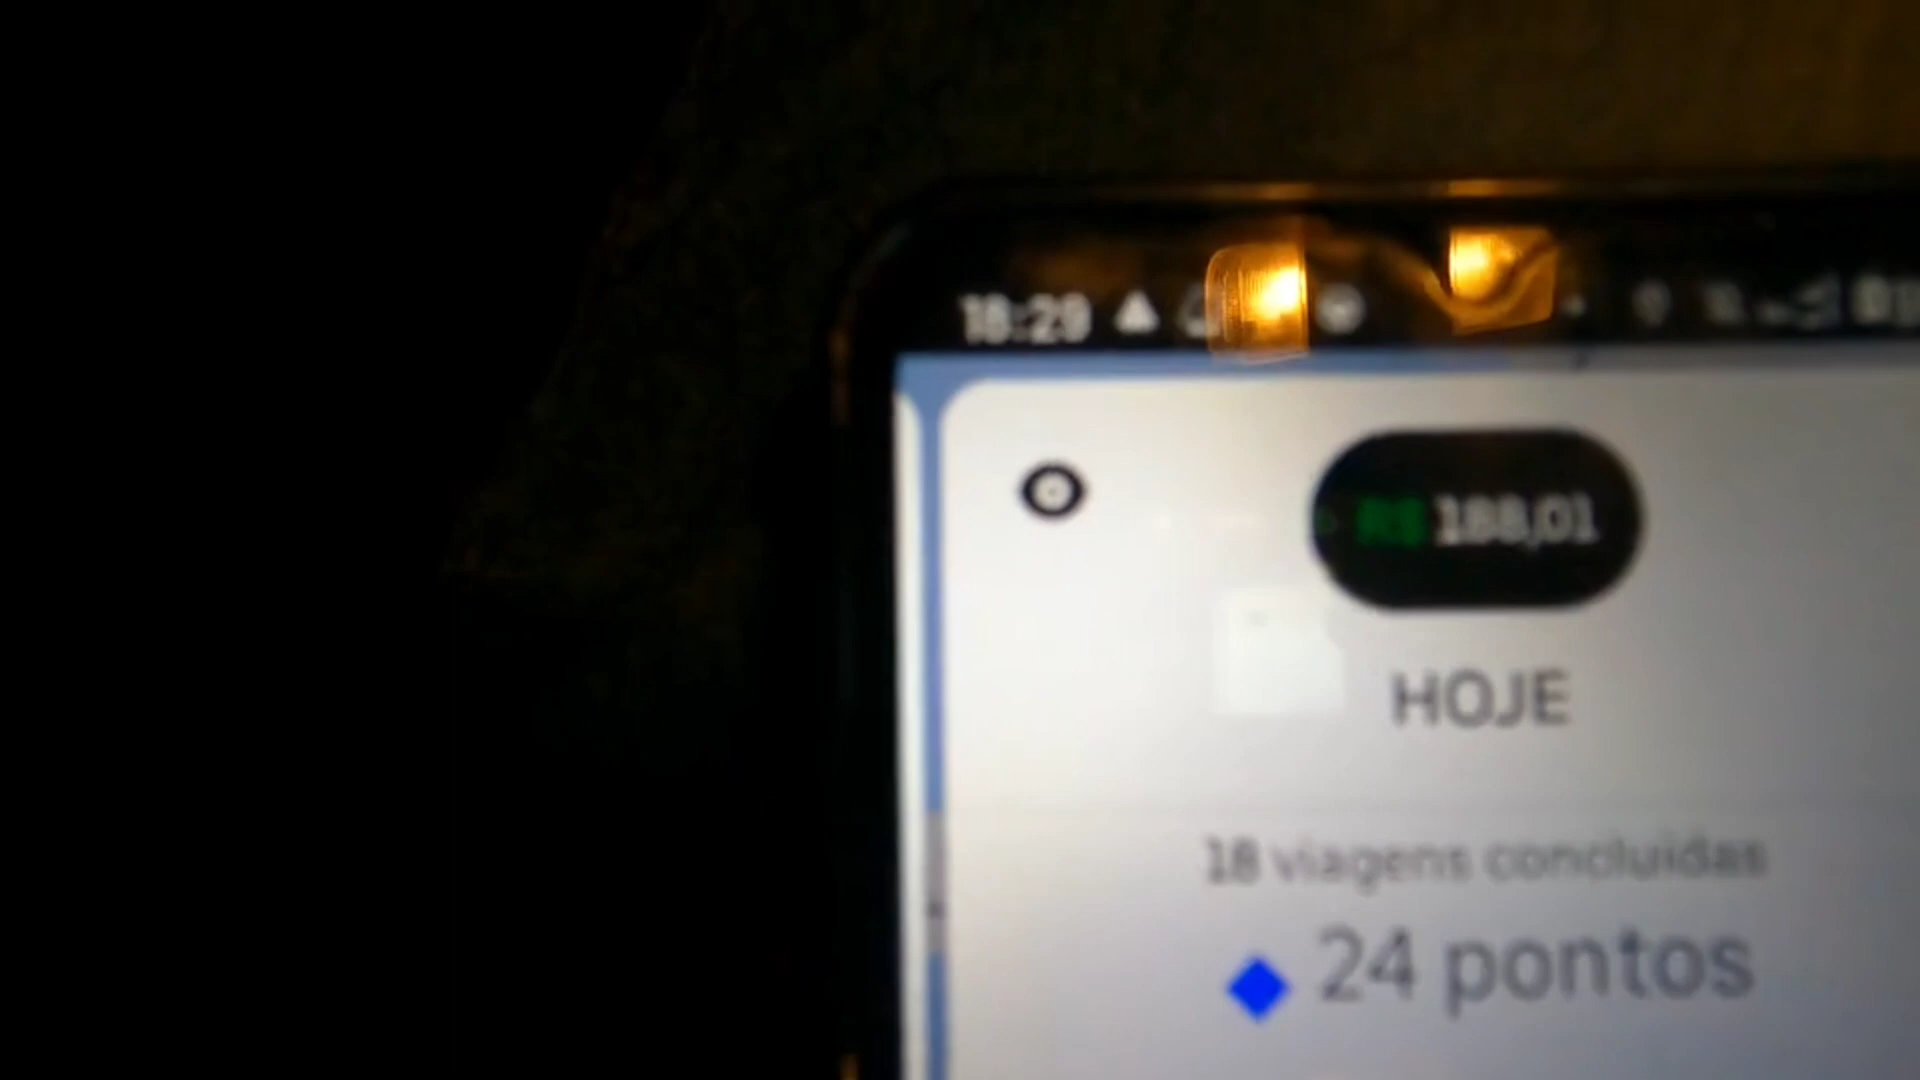 18:29
R$ 188,01
HOJE
18 viagens concluídas
24 pontos